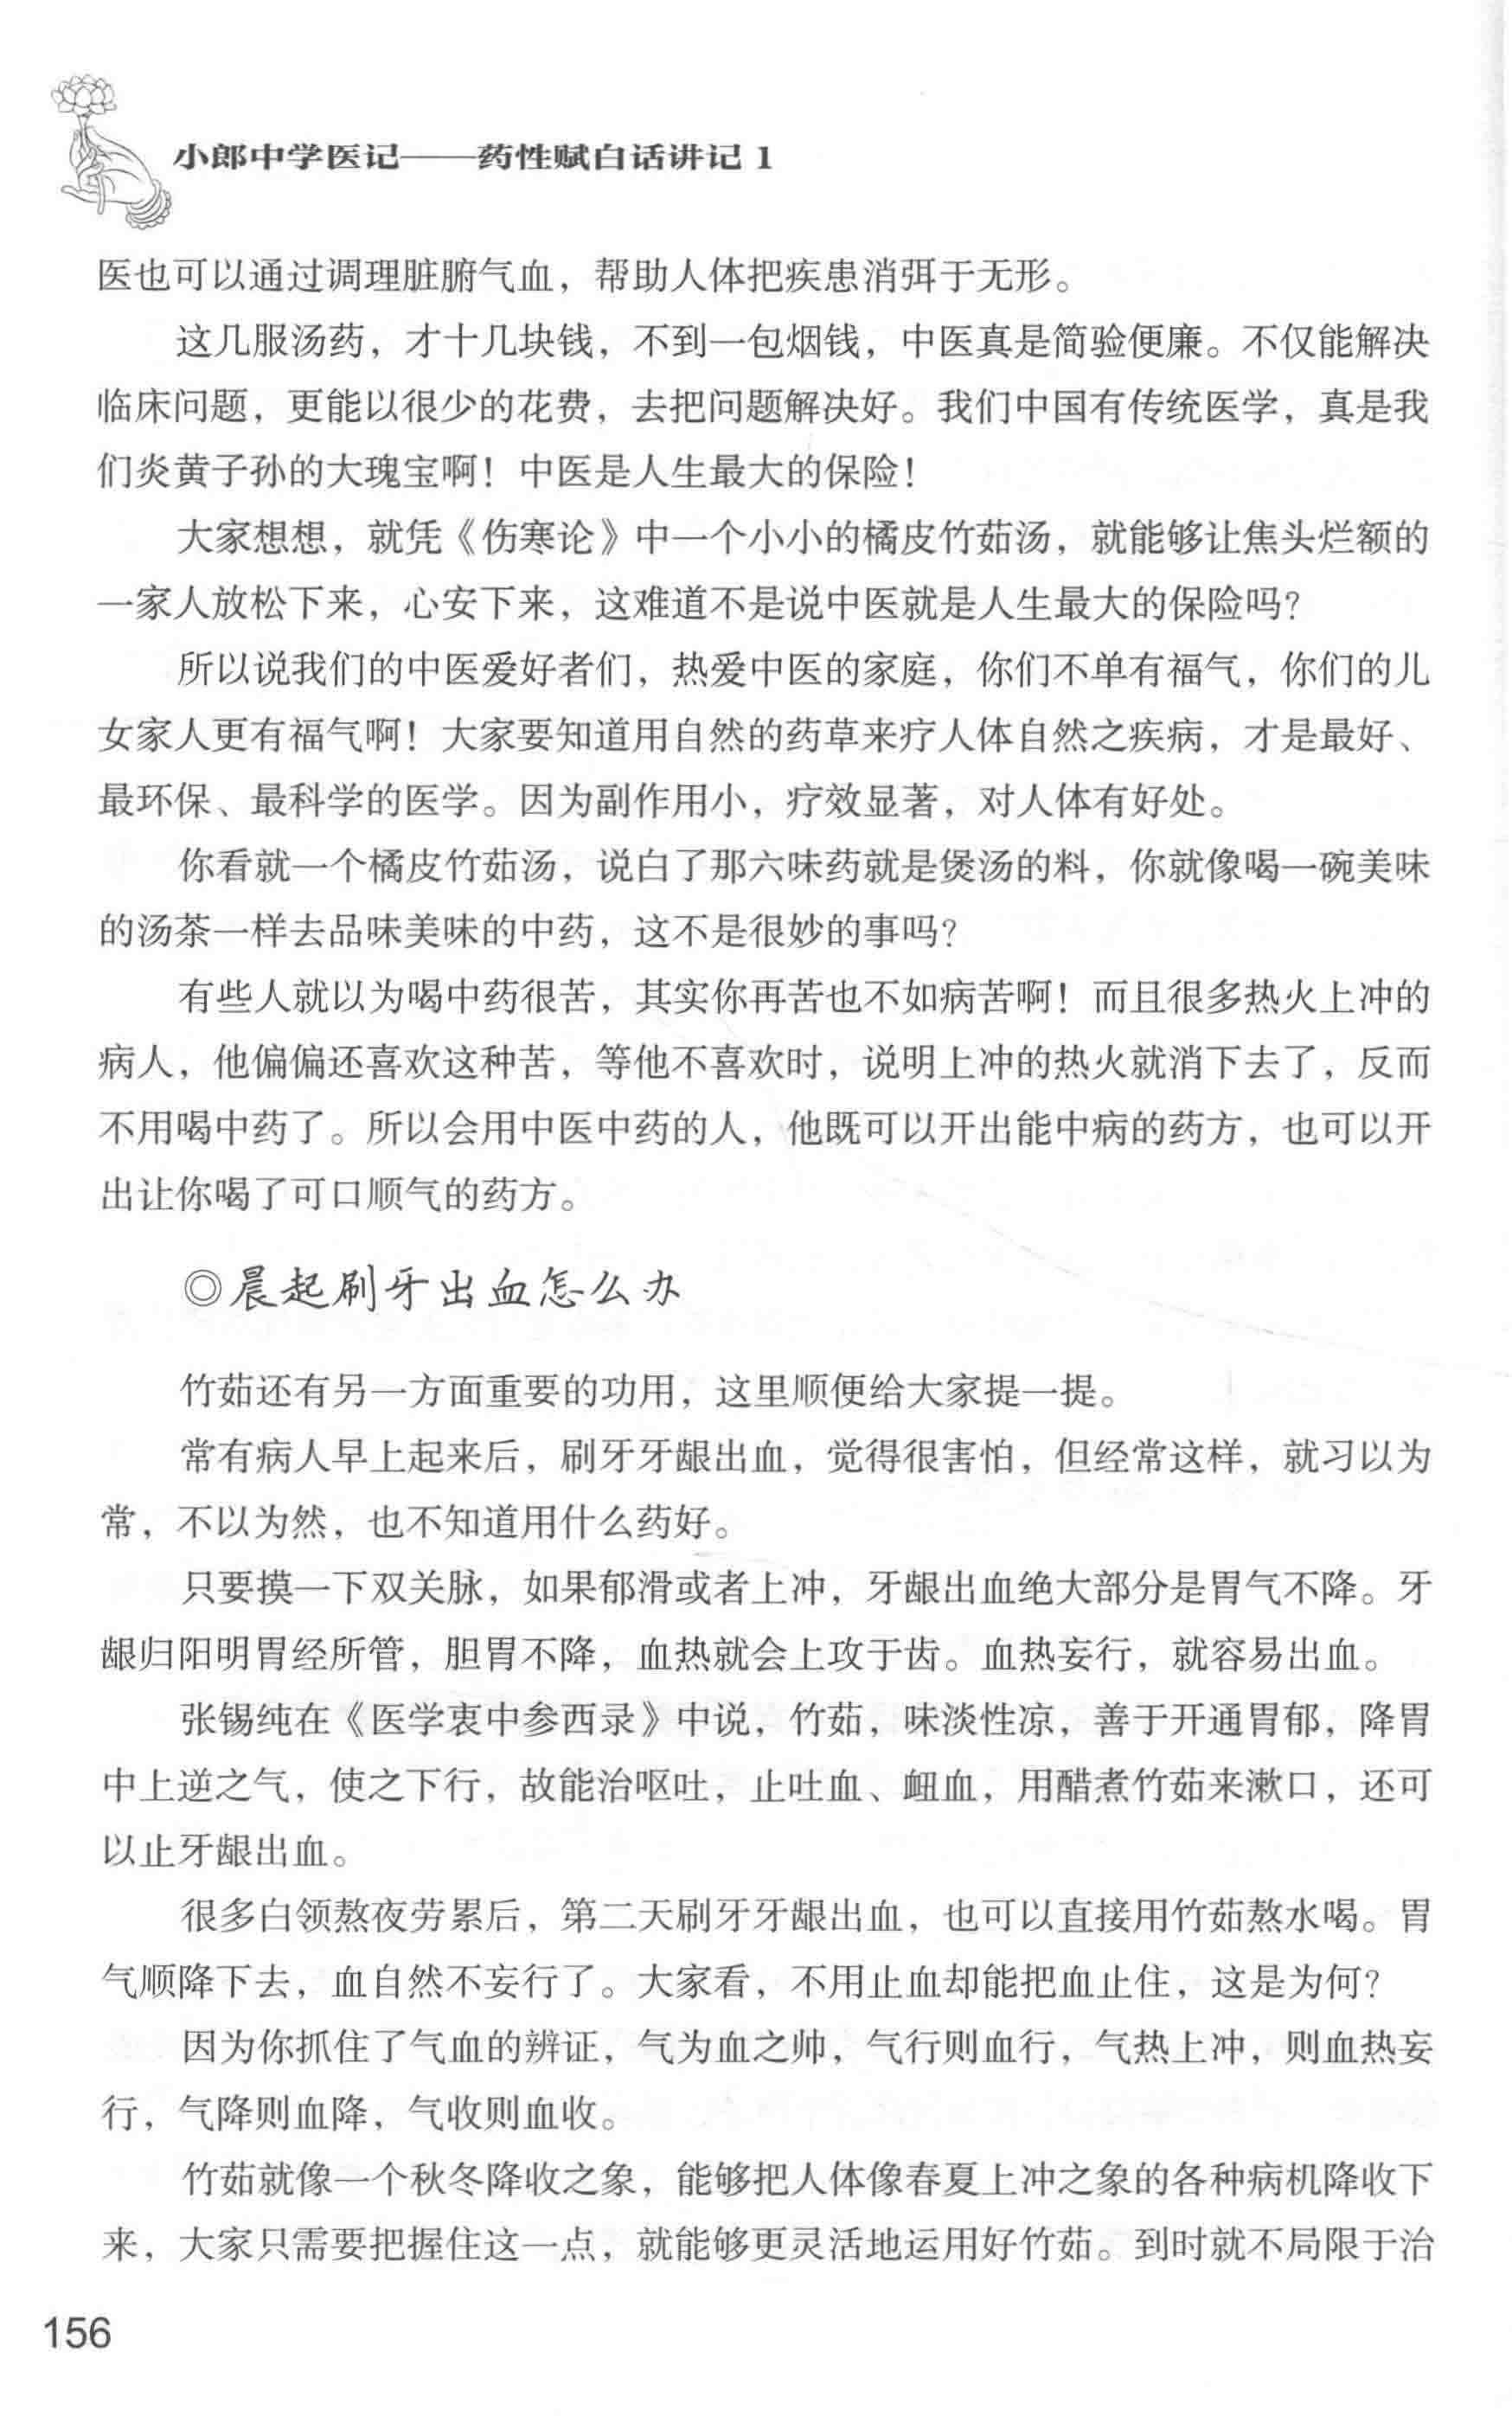 小郎中学医记——药性赋白话讲记 1
医也可以通过调理脏腑气血，帮助人体把疾患消弭于无形。
这几服汤药，才十几块钱，不到一包烟钱，中医真是简验便廉。不仅能解决
临床问题，更能以很少的花费，去把问题解决好。我们中国有传统医学，真是我
们炎黄子孙的大瑰宝啊！中医是人生最大的保险！
大家想想，就凭《伤寒论》中一个小小的橘皮竹茹汤，就能够让焦头烂额的
一家人放松下来，心安下来，这难道不是说中医就是人生最大的保险吗？
所以说我们的中医爱好者们，热爱中医的家庭，你们不单有福气，你们的儿
女家人更有福气啊！大家要知道用自然的药草来疗人体自然之疾病，才是最好、
最环保、最科学的医学。因为副作用小，疗效显著，对人体有好处。
你看就一个橘皮竹茹汤，说白了那六味药就是煲汤的料，你就像喝一碗美味
的汤茶一样去品味美味的中药，这不是很妙的事吗？
有些人就以为喝中药很苦，其实你再苦也不如病苦啊！而且很多热火上冲的
病人，他偏偏还喜欢这种苦，等他不喜欢时，说明上冲的热火就消下去了，反而
不用喝中药了。所以会用中医中药的人，他既可以开出能中病的药方，也可以开
出让你喝了可口顺气的药方。
◎晨起刷牙出血怎么办
竹茹还有另一方面重要的功用，这里顺便给大家提一提。
常有病人早上起来后，刷牙牙龈出血，觉得很害怕，但经常这样，就习以为
常，不以为然，也不知道用什么药好。
只要摸一下双关脉，如果郁滑或者上冲，牙龈出血绝大部分是胃气不降。牙
龈归阳明胃经所管，胆胃不降，血热就会上攻于齿。血热妄行，就容易出血。
张锡纯在《医学衷中参西录》中说，竹茹，味淡性凉，善于开通胃郁，降胃
中上逆之气，使之下行，故能治呕吐，止吐血、衄血，用醋煮竹茹来漱口，还可
以止牙龈出血。
很多白领熬夜劳累后，第二天刷牙牙龈出血，也可以直接用竹茹熬水喝。胃
气顺降下去，血自然不妄行了。大家看，不用止血却能把血止住，这是为何？
因为你抓住了气血的辨证，气为血之帅，气行则血行，气热上冲，则血热妄
行，气降则血降，气收则血收。
竹茹就像一个秋冬降收之象，能够把人体像春夏上冲之象的各种病机降收下
来，大家只需要把握住这一点，就能够更灵活地运用好竹茹。到时就不局限于治
156